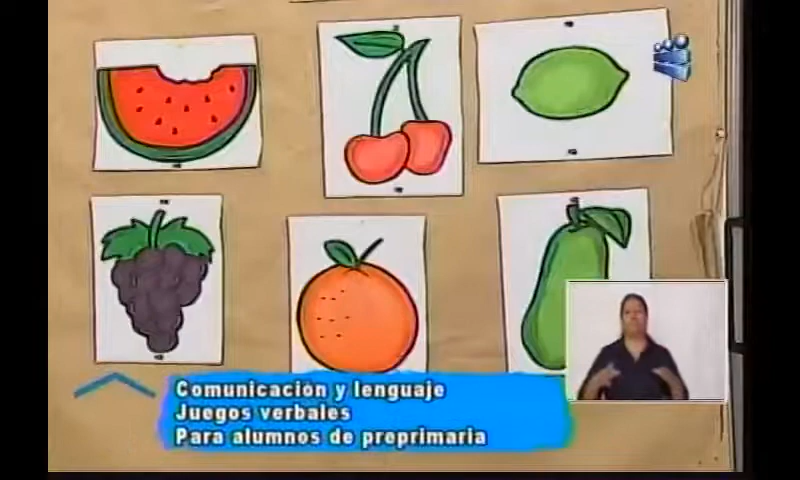 Comunicación y lenguaje
Juegos verbales
Para alumnos de preprimaria